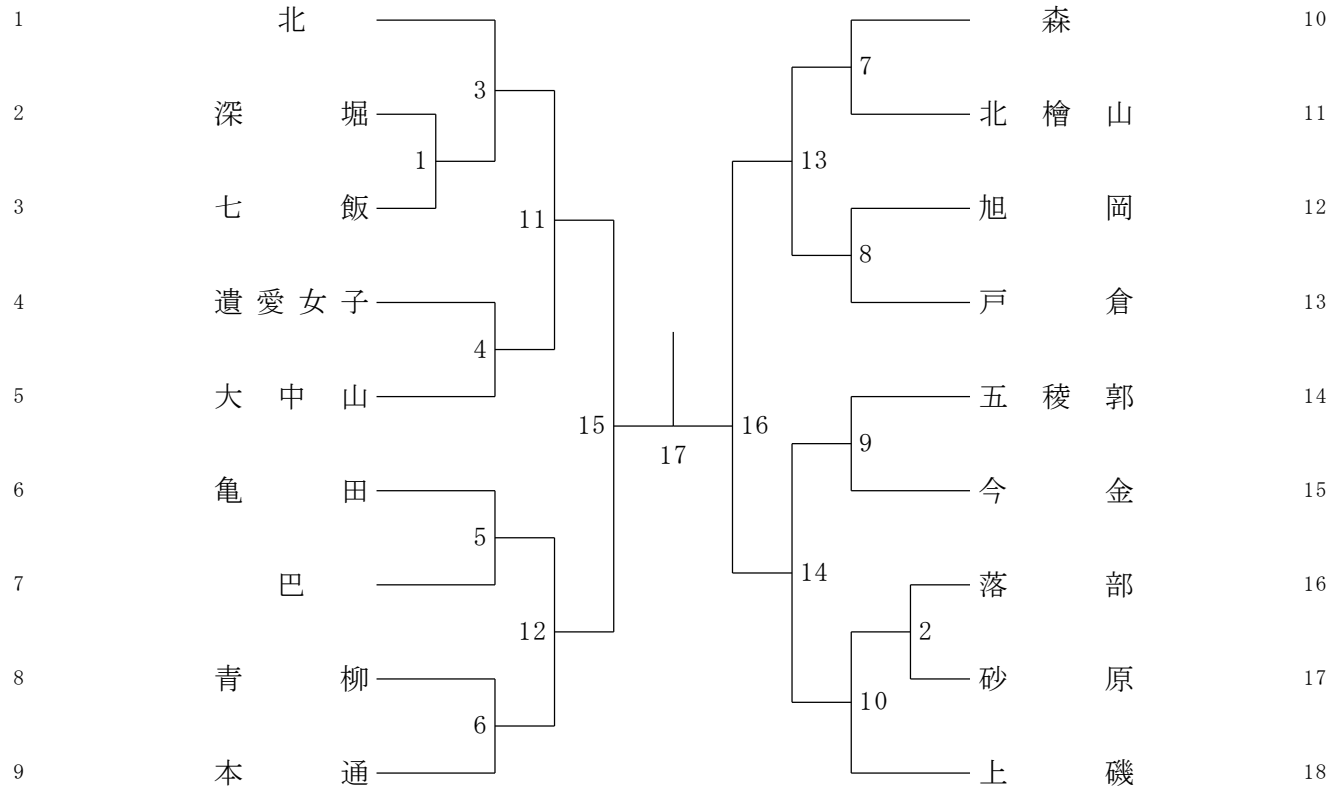 1 北 森 10
3 7
2 深堀 北檜山 11
1 13
3 七飯 旭岡 12
11 8
4 遺愛女子 戸倉 13
4
5 大中山 五稜郭 14
15 16 9
17
6 亀田 今金 15
5 14
7 巴 落部 16
12 2
8 青柳 砂原 17
6 10
9 本通 上磯 18